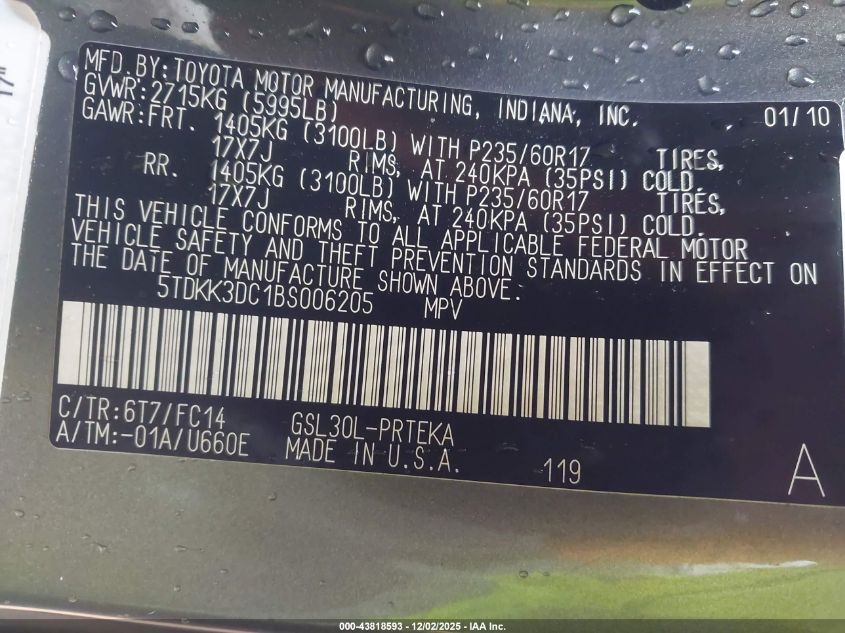 17"
MFD. BY: TOYOTA MOTOR MANUFACTURING, INDIANA, INC. 01/10
GVWR: 2715KG (5995LB)
GAWR: FRT. 1405KG (3100LB) WITH P235/60R17 TIRES,
17X7J RIMS, AT 240KPA (35PSI) COLD.
RR. 1405KG (3100LB) WITH P235/60R17 TIRES,
17X7J RIMS, AT 240KPA (35PSI) COLD.
THIS VEHICLE CONFORMS TO ALL APPLICABLE FEDERAL MOTOR
VEHICLE SAFETY AND THEFT PREVENTION STANDARDS IN EFFECT ON
THE DATE OF MANUFACTURE SHOWN ABOVE.
5TDKK3DC1BS006205 MPV
C/TR: 6T7/FC14 GSL30L-PRTEKA
A/TM: -01A/U660E MADE IN U.S.A. 119 A
000-43818593 - 12/02/2025 - IAA Inc.